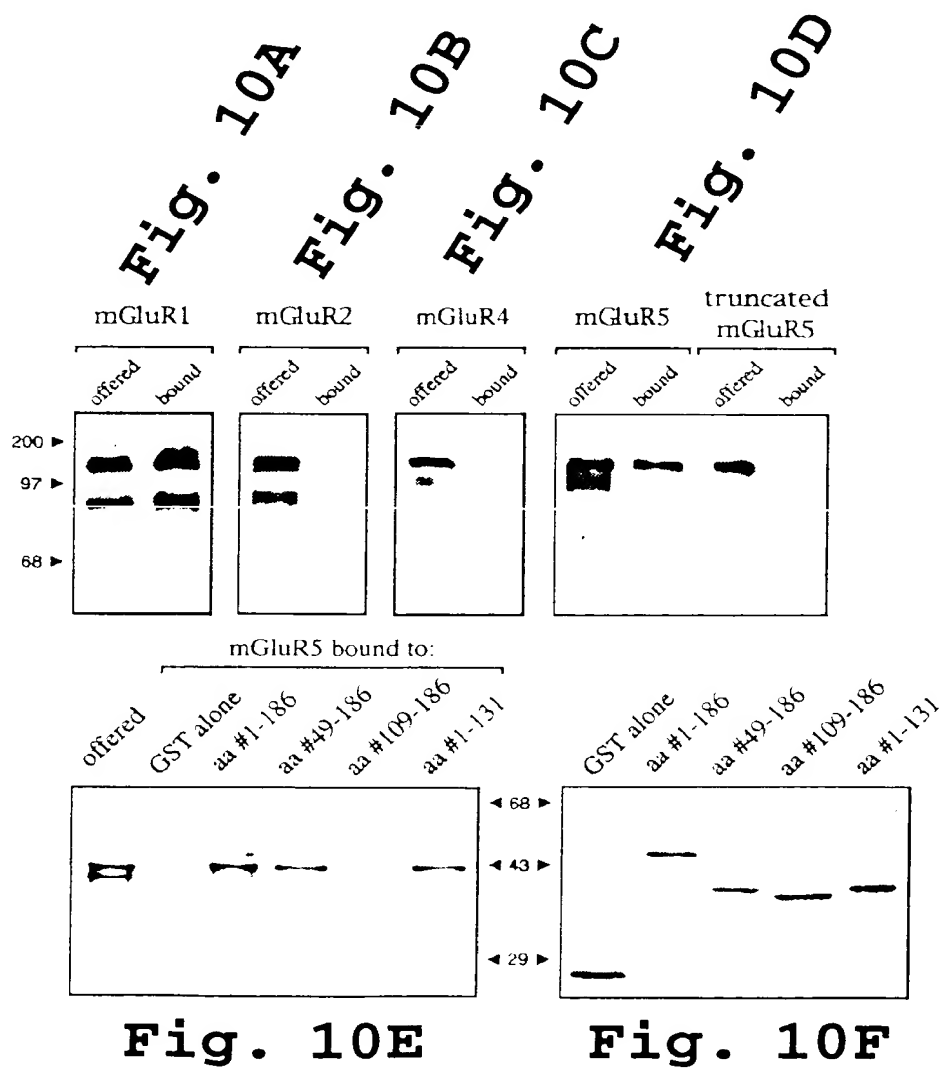 Fig. 10A
Fig. 10B
Fig. 10C
Fig. 10D
mGluR1
mGluR2
mGluR4
mGluR5
truncated
mGluR5
offered
bound
offered
bound
offered
bound
offered
bound
offered
bound
200 ►
97 ►
68 ►
mGluR5 bound to:
offered
GST alone
aa #1-186
aa #49-186
aa #109-186
aa #1-131
GST alone
aa #1-186
aa #49-186
aa #109-186
aa #1-131
◄ 68 ►
◄ 43 ►
◄ 29 ►
Fig. 10E
Fig. 10F